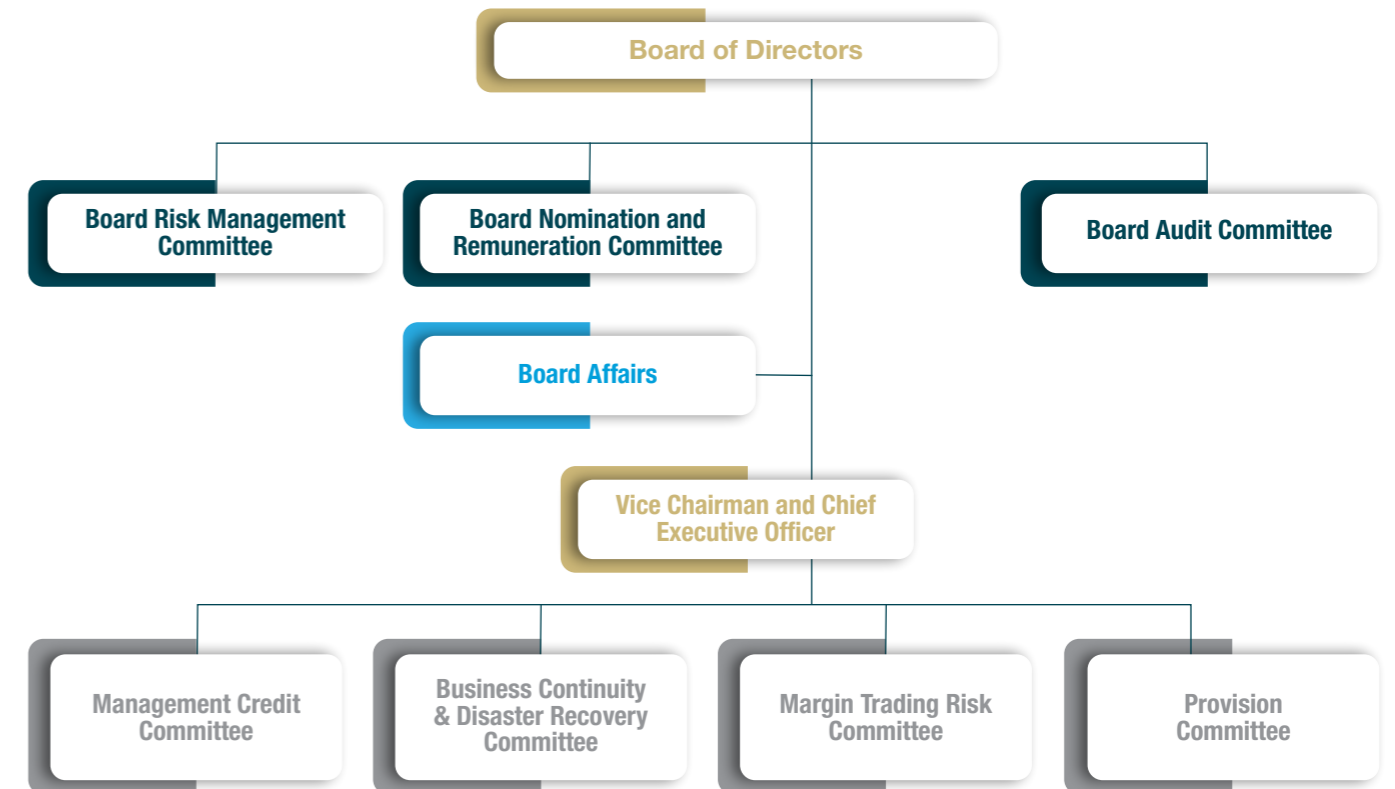 Board of Directors
Board Risk Management
Committee
Board Nomination and
Remuneration Committee
Board Audit Committee
Board Affairs
Vice Chairman and Chief
Executive Officer
Management Credit
Committee
Business Continuity
& Disaster Recovery
Committee
Margin Trading Risk
Committee
Provision
Committee